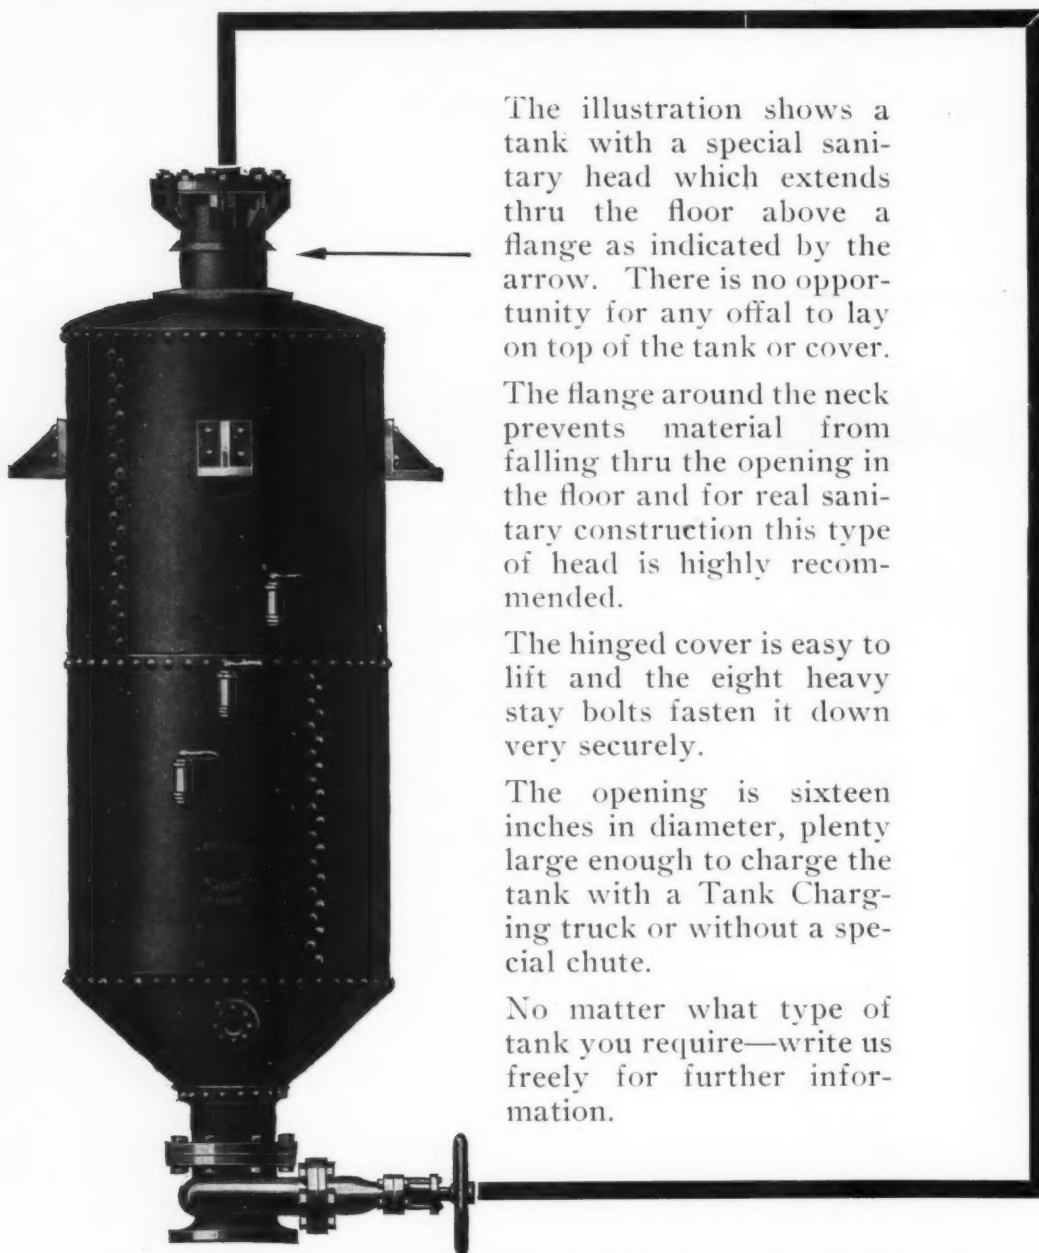 The illustration shows a
tank with a special sani-
tary head which extends
thru the floor above a
flange as indicated by the
arrow. There is no oppor-
tunity for any offal to lay
on top of the tank or cover.
The flange around the neck
prevents material from
falling thru the opening in
the floor and for real sani-
tary construction this type
of head is highly recom-
mended.
The hinged cover is easy to
lift and the eight heavy
stay bolts fasten it down
very securely.
The opening is sixteen
inches in diameter, plenty
large enough to charge the
tank with a Tank Charg-
ing truck or without a spe-
cial chute.
No matter what type of
tank you require—write us
freely for further infor-
mation.